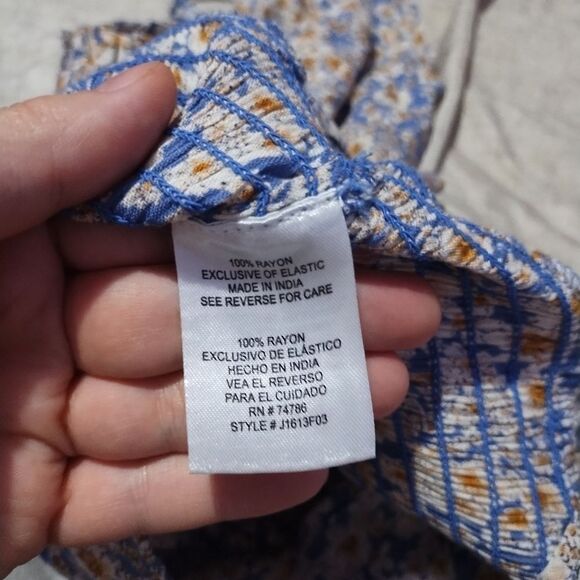 100% RAYON
EXCLUSIVE OF ELASTIC
MADE IN INDIA
SEE REVERSE FOR CARE
100% RAYON
EXCLUSIVO DE ELÁSTICO
HECHO EN INDIA
VEA EL REVERSO
PARA EL CUIDADO
RN # 74786
STYLE # J1613F03